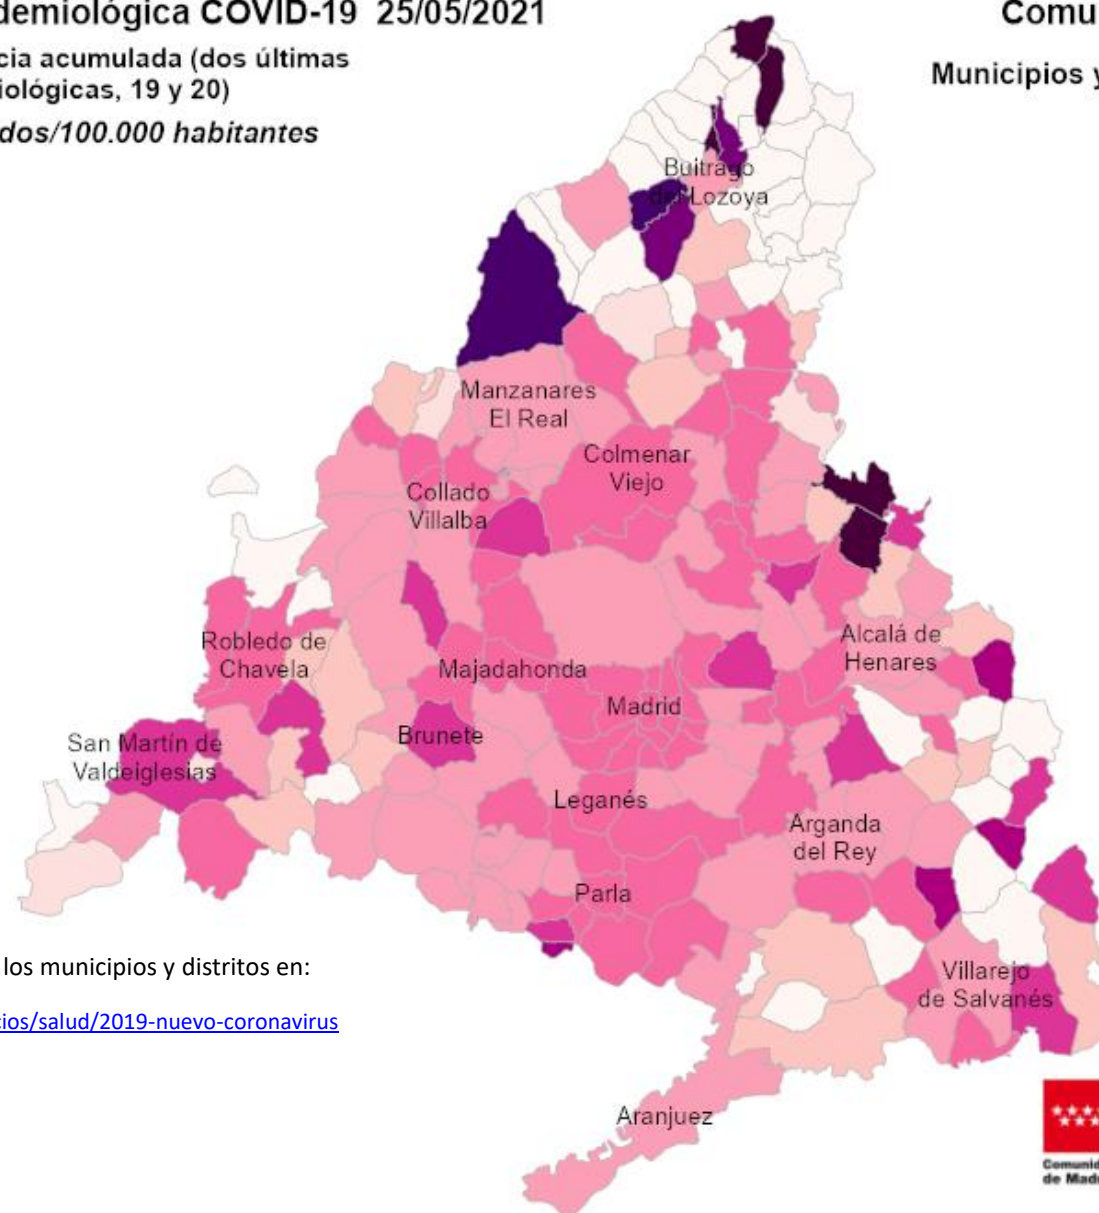 demiológica COVID-19 25/05/2021
cia acumulada (dos últimas
iológicas, 19 y 20)
dos/100.000 habitantes
Comu
Municipios y
Buitrago
del Lozoya
Manzanares
El Real
Colmenar
Viejo
Collado
Villalba
Robledo de
Chavela
Majadahonda
Alcalá de
Henares
Madrid
San Martín de
Valdeiglesias
Brunete
Leganés
Arganda
del Rey
Parla
los municipios y distritos en:
Villarejo
de Salvanés
cios/salud/2019-nuevo-coronavirus
Aranjuez
Comunid
de Madr